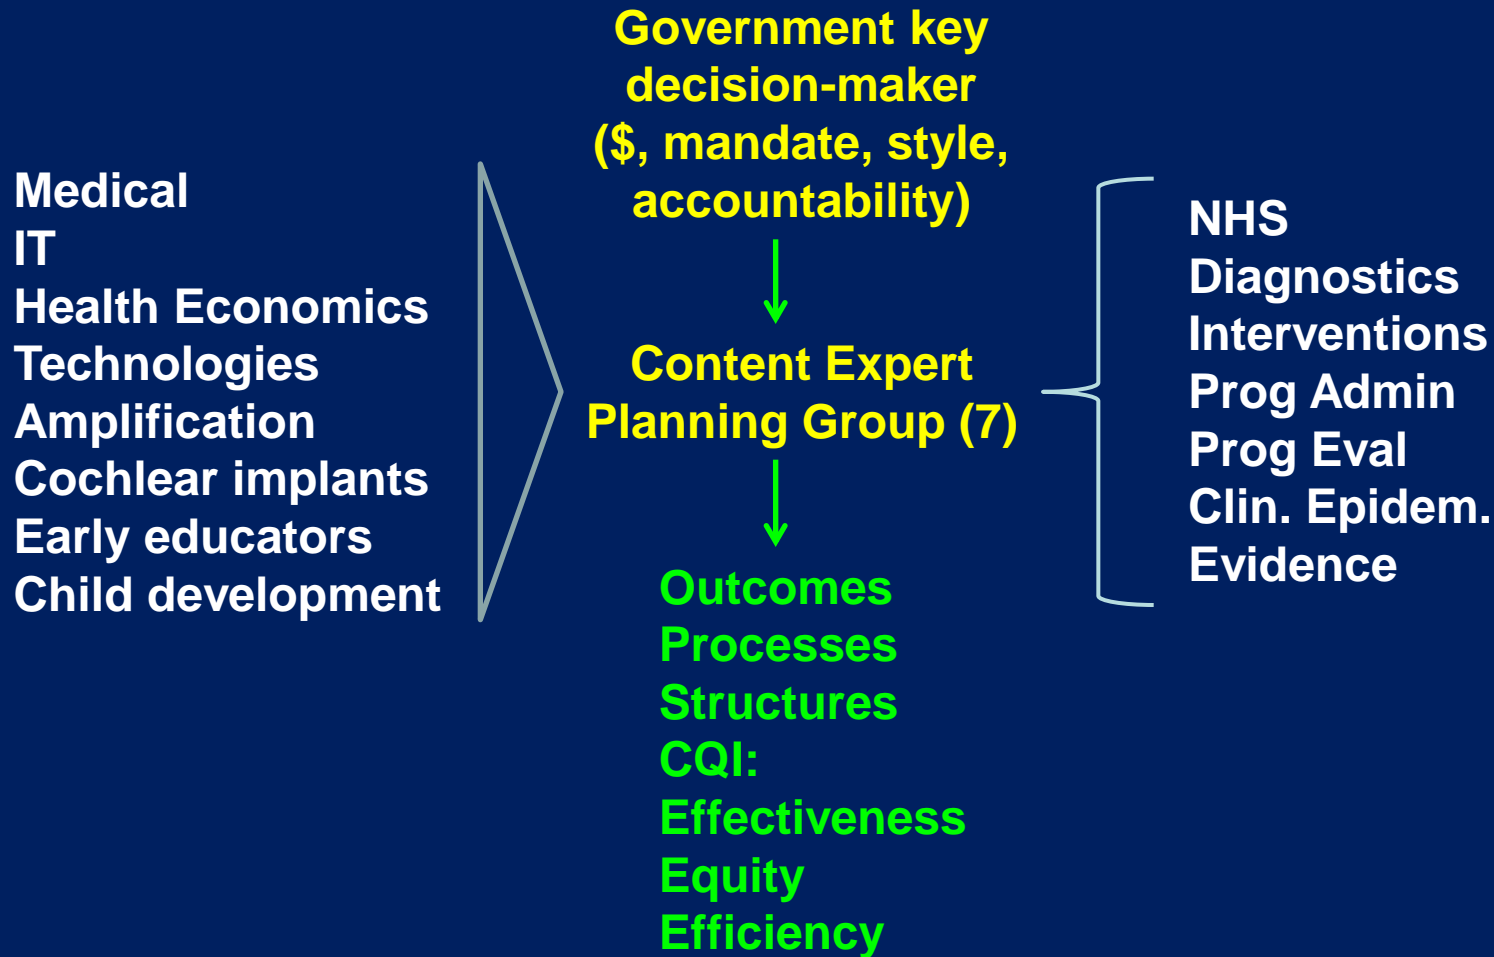 Government key
decision-maker
($, mandate, style,
accountability)
Medical
IT
Health Economics
Technologies
Amplification
Cochlear implants
Early educators
Child development
Content Expert
Planning Group (7)
NHS
Diagnostics
Interventions
Prog Admin
Prog Eval
Clin. Epidem.
Evidence
Outcomes
Processes
Structures
CQI:
Effectiveness
Equity
Efficiency